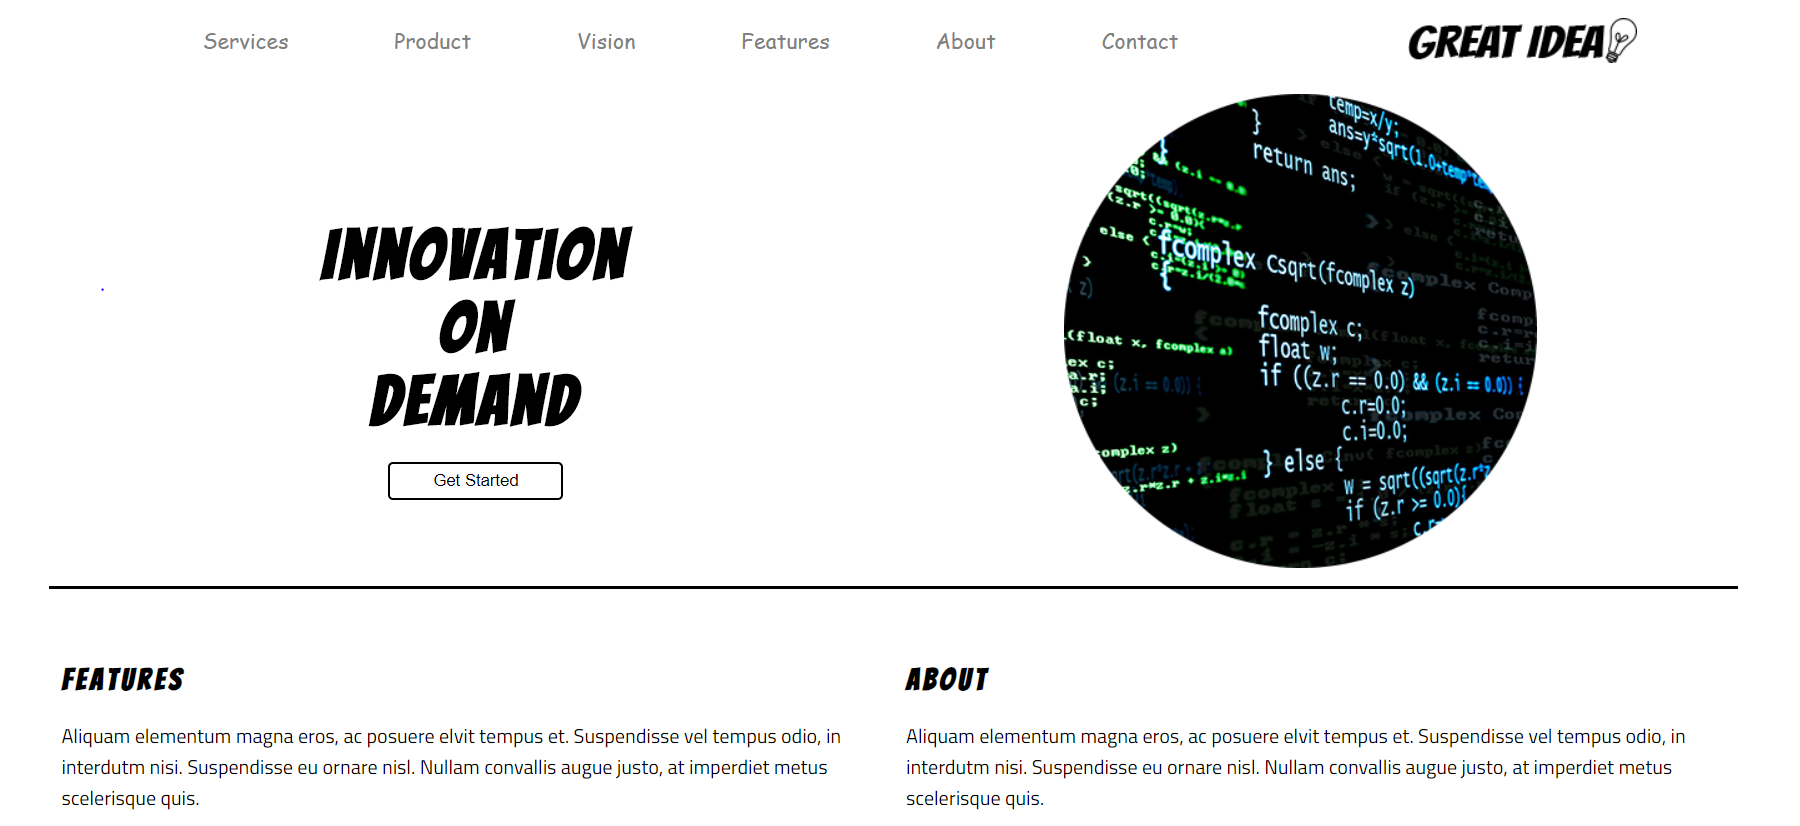 Services Product Vision Features About Contact GREAT IDEA
INNOVATION
ON
DEMAND
Get Started
temp=x/y;
ans=y*sqrt(1.0+temp*te
}
return ans;
fcomplex Csqrt(fcomplex z)
{
fcomplex c;
float w;
if ((z.r == 0.0) && (z.i == 0.0)) {
c.r=0.0;
c.i=0.0;
} else {
w = sqrt((sqrt(z.r*z
if (z.r >= 0.0){
c.r
else {
(float x, fcomplex a)
omplex z)
FEATURES
Aliquam elementum magna eros, ac posuere elvit tempus et. Suspendisse vel tempus odio, in
interdutm nisi. Suspendisse eu ornare nisl. Nullam convallis augue justo, at imperdiet metus
scelerisque quis.
ABOUT
Aliquam elementum magna eros, ac posuere elvit tempus et. Suspendisse vel tempus odio, in
interdutm nisi. Suspendisse eu ornare nisl. Nullam convallis augue justo, at imperdiet metus
scelerisque quis.